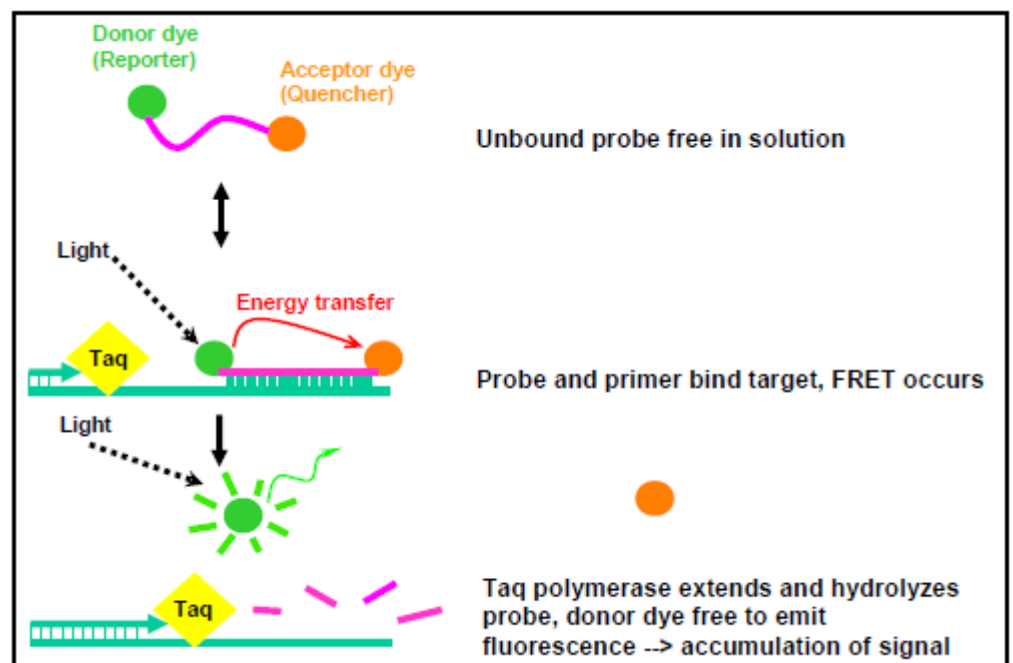 Donor dye
(Reporter)
Acceptor dye
(Quencher)
Unbound probe free in solution
Light
Energy transfer
Taq
Probe and primer bind target, FRET occurs
Light
Taq
Taq polymerase extends and hydrolyzes
probe, donor dye free to emit
fluorescence --> accumulation of signal